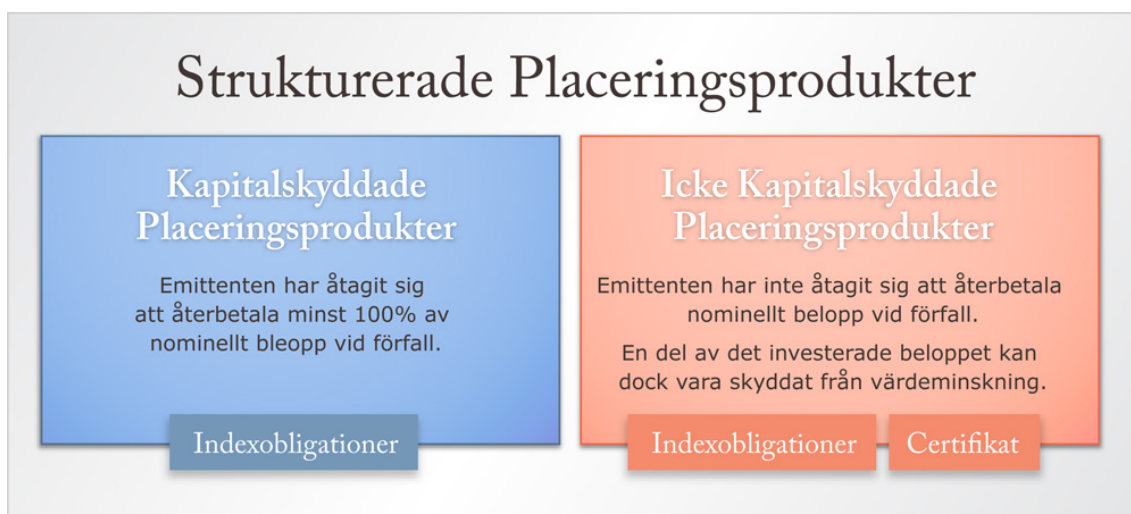 Strukturerade Placeringsprodukter
Kapitalskyddade
Placeringsprodukter
Emittenten har åtagit sig
att återbetala minst 100% av
nominellt bleopp vid förfall.
Indexobligationer
Icke Kapitalskyddade
Placeringsprodukter
Emittenten har inte åtagit sig att återbetala
nominellt belopp vid förfall.
En del av det investerade beloppet kan
dock vara skyddat från värdeminskning.
Indexobligationer
Certifikat